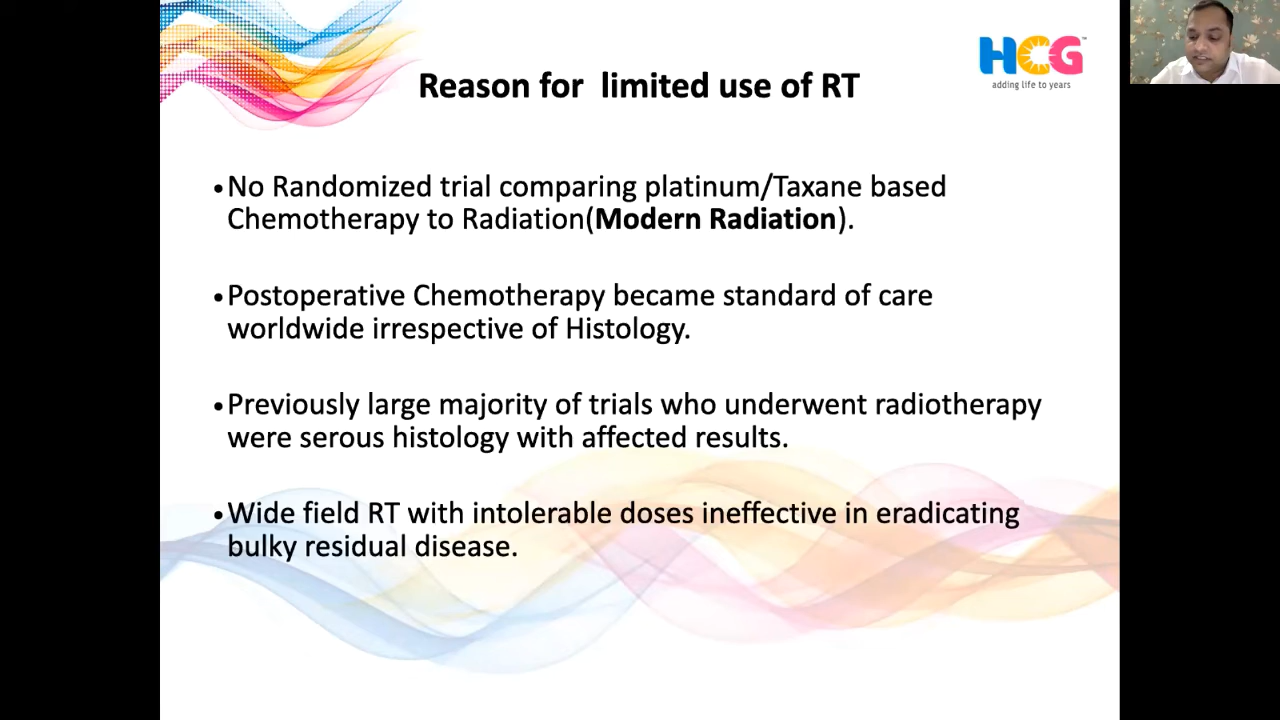 Reason for limited use of RT
HCG™
adding life to years
•No Randomized trial comparing platinum/Taxane based
Chemotherapy to Radiation(Modern Radiation).
•Postoperative Chemotherapy became standard of care
worldwide irrespective of Histology.
•Previously large majority of trials who underwent radiotherapy
were serous histology with affected results.
•Wide field RT with intolerable doses ineffective in eradicating
bulky residual disease.